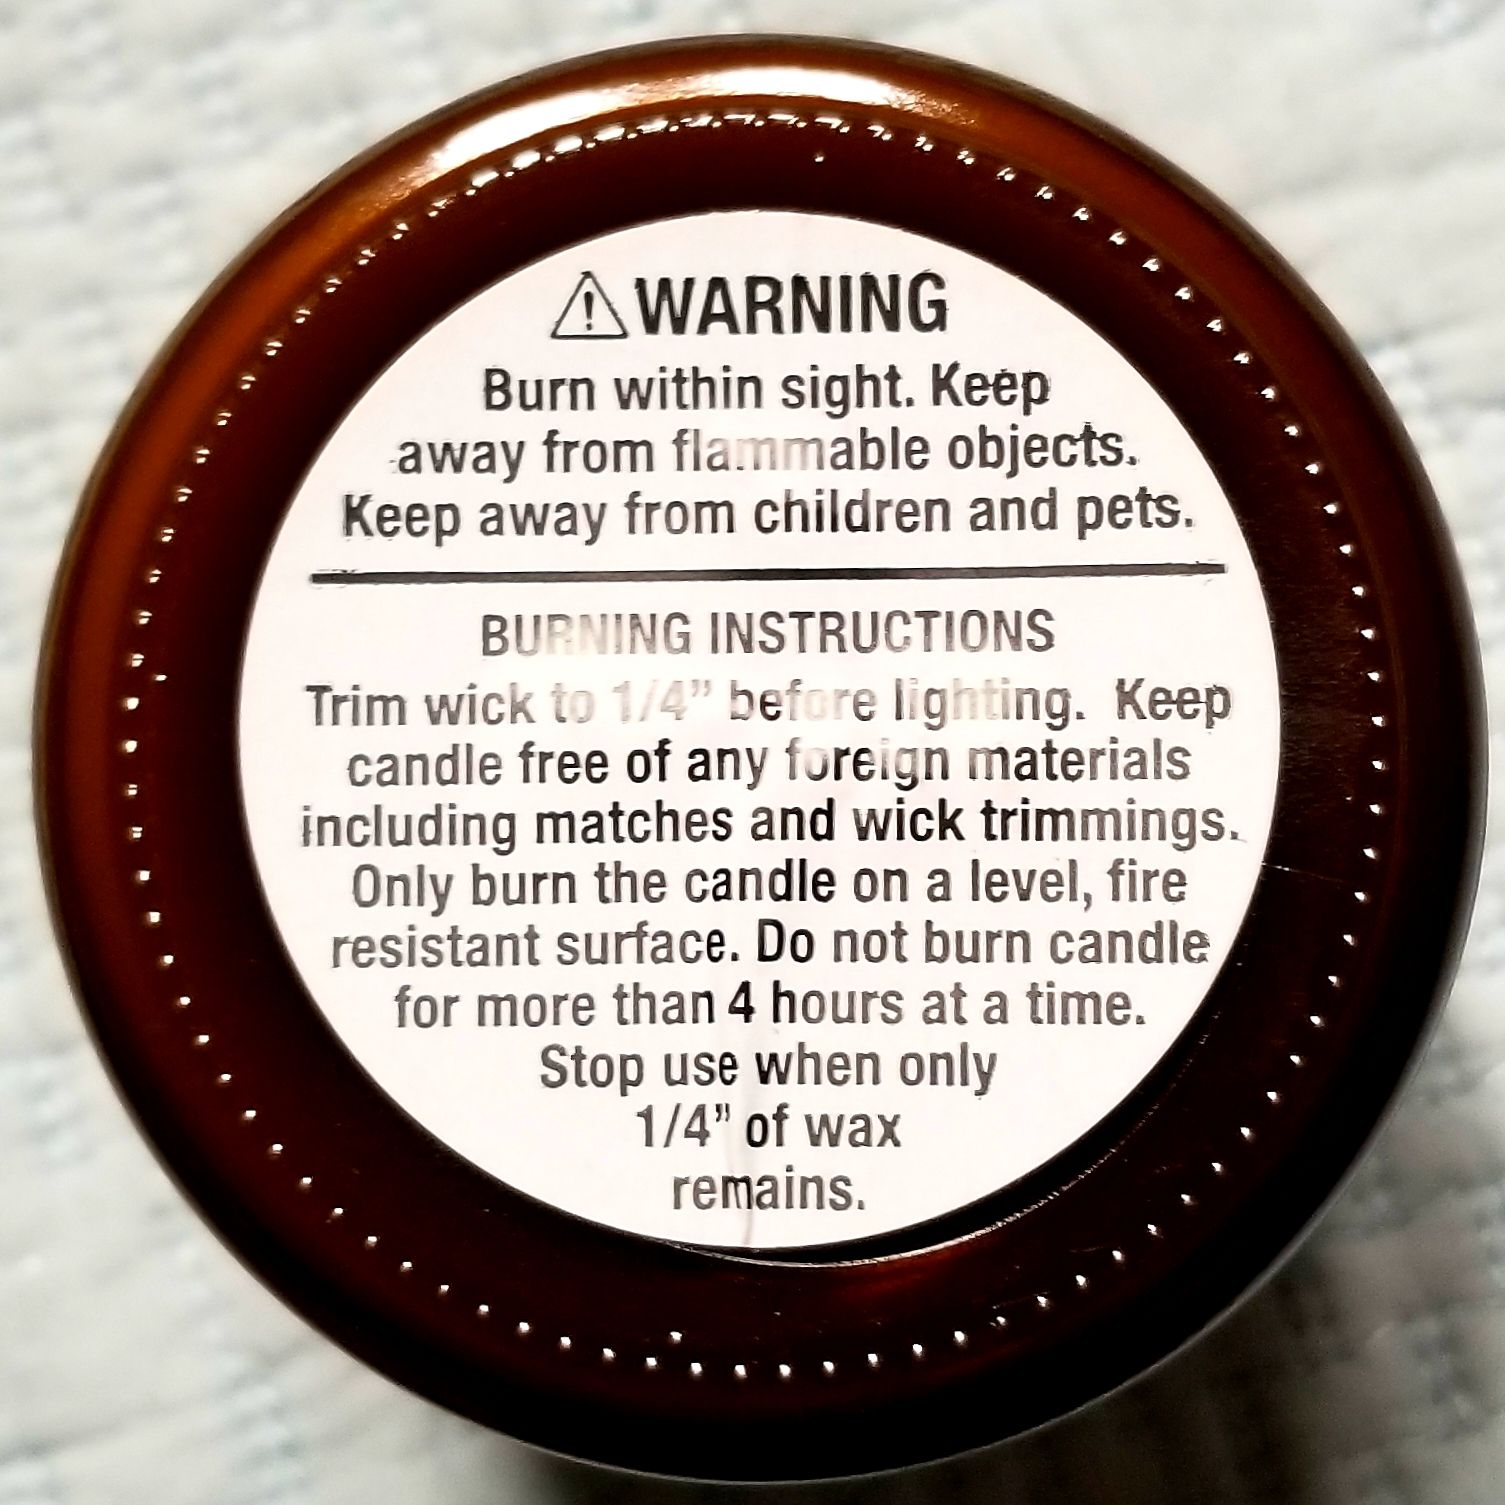 ⚠WARNING
Burn within sight. Keep
away from flammable objects.
Keep away from children and pets.
BURNING INSTRUCTIONS
Trim wick to 1/4” before lighting. Keep
candle free of any foreign materials
including matches and wick trimmings.
Only burn the candle on a level, fire
resistant surface. Do not burn candle
for more than 4 hours at a time.
Stop use when only
1/4” of wax
remains.